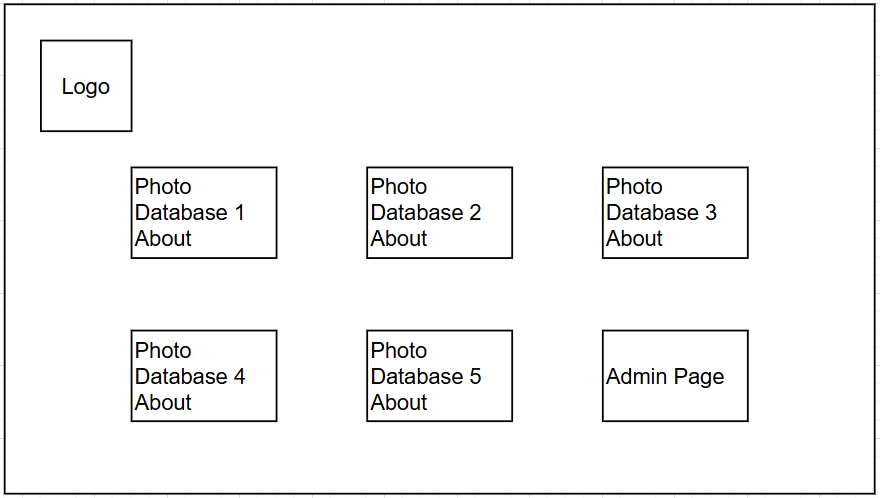 Logo
Photo
Database 1
About
Photo
Database 2
About
Photo
Database 3
About
Photo
Database 4
About
Photo
Database 5
About
Admin Page